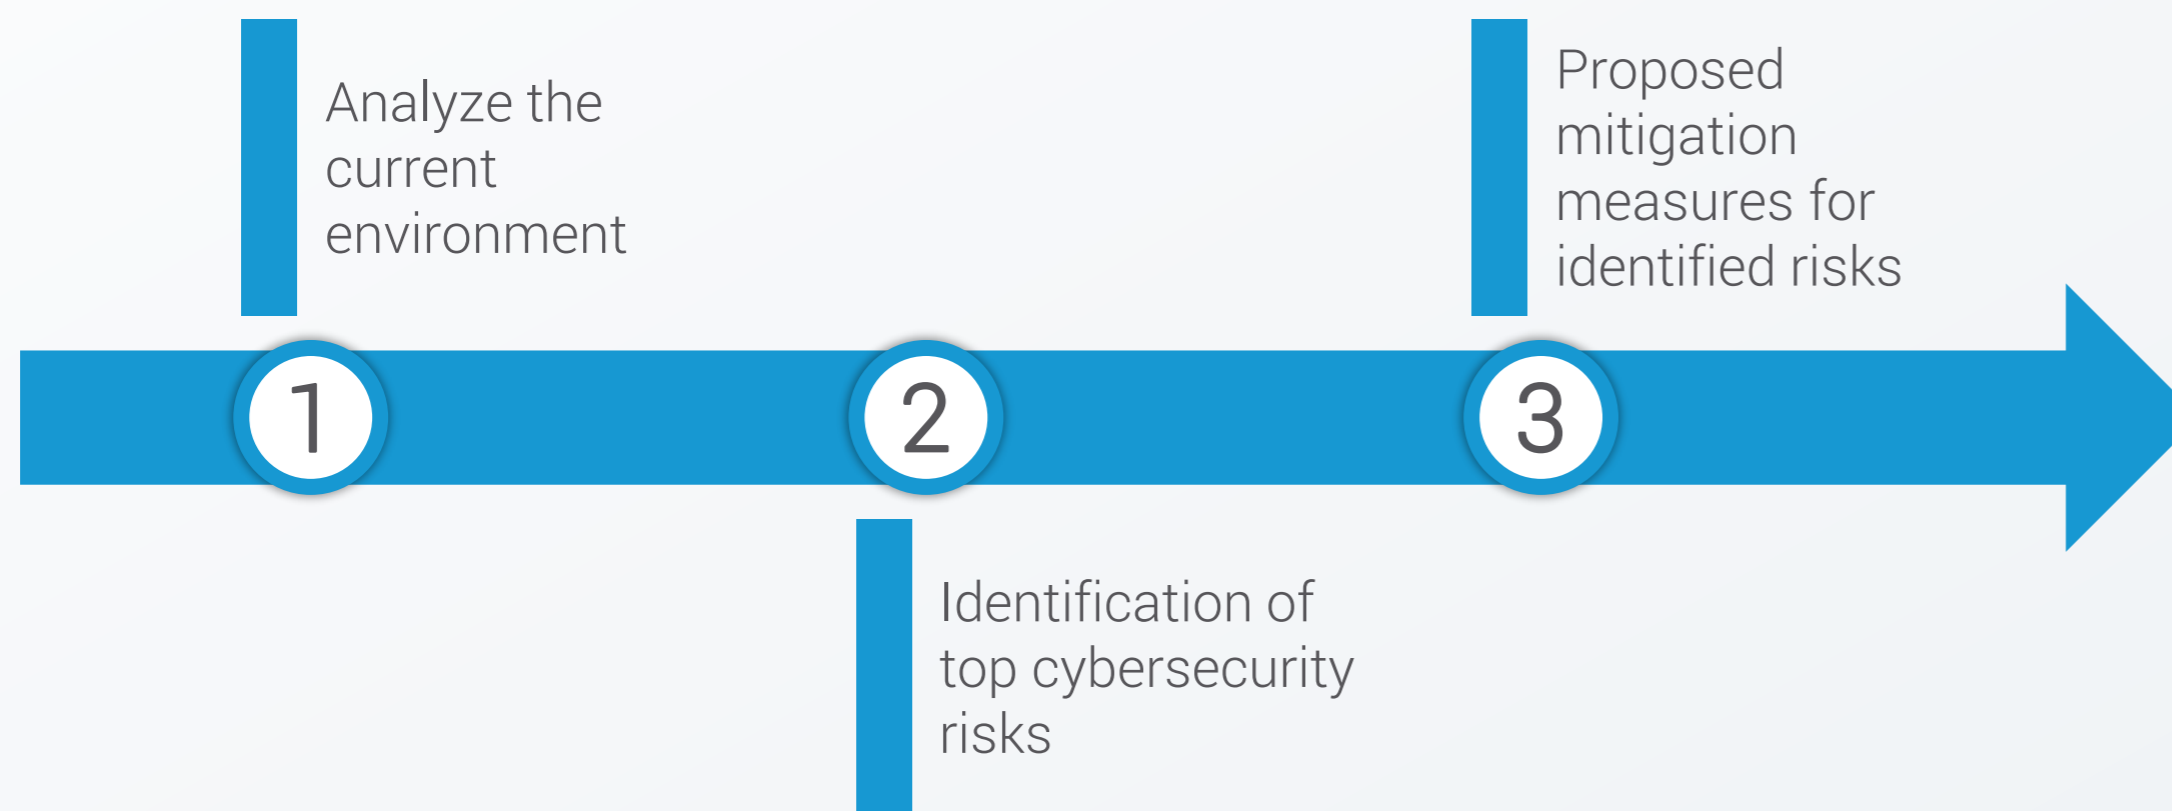 Analyze the
current
environment
Proposed
mitigation
measures for
identified risks
1
2
3
Identification of
top cybersecurity
risks